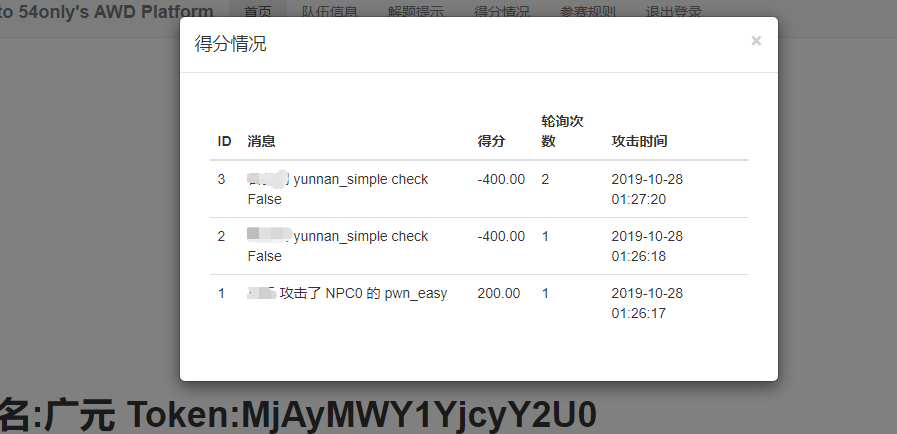 to 54only's AWD Platform 首页 队伍信息 解题提示 得分情况 参赛规则 退出登录
得分情况 ×
轮询次
ID 消息 得分 数 攻击时间
3 yunnan_simple check -400.00 2 2019-10-28
False 01:27:20
2 yunnan_simple check -400.00 1 2019-10-28
False 01:26:18
1 攻击了 NPC0 的 pwn_easy 200.00 1 2019-10-28
01:26:17
名:广元 Token:MjAyMWY1YjcyY2U0